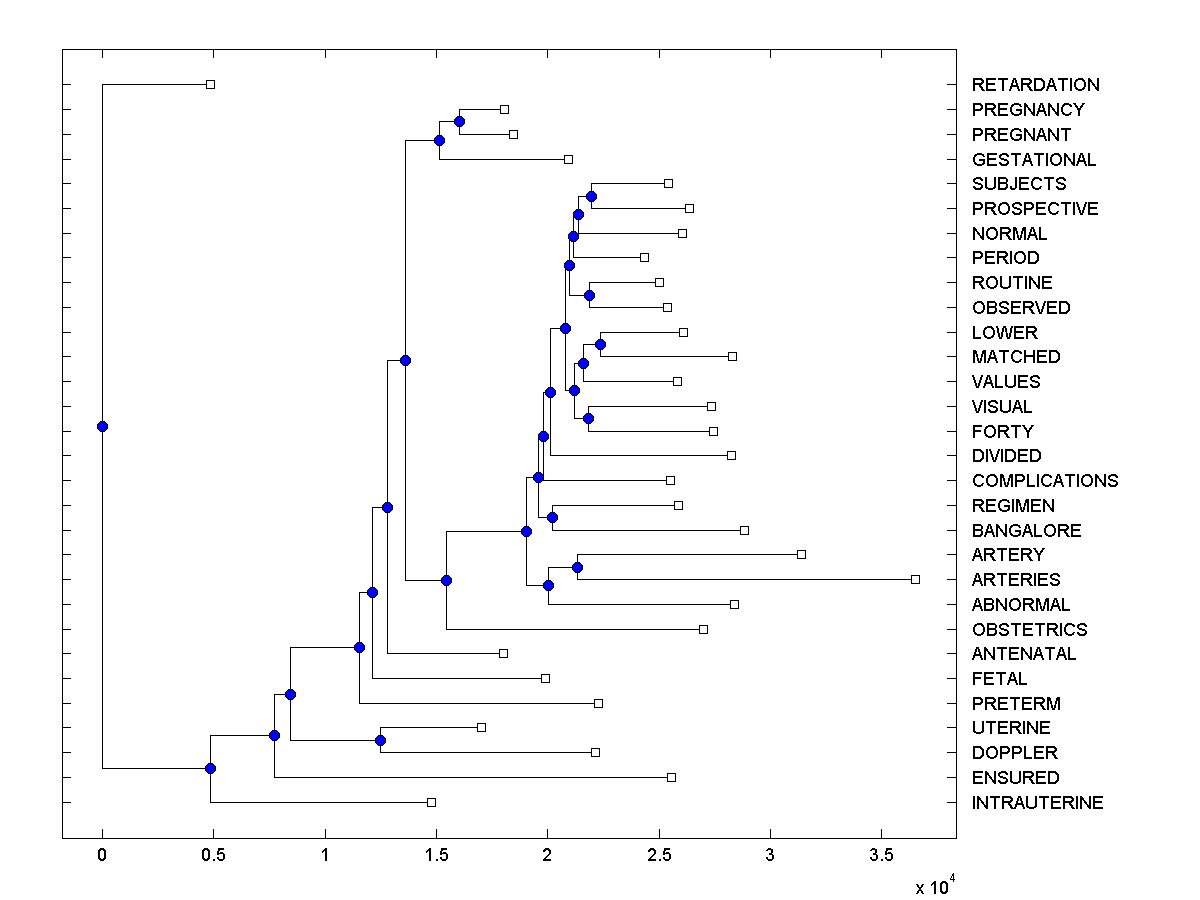 RETARDATION
PREGNANCY
PREGNANT
GESTATIONAL
SUBJECTS
PROSPECTIVE
NORMAL
PERIOD
ROUTINE
OBSERVED
LOWER
MATCHED
VALUES
VISUAL
FORTY
DIVIDED
COMPLICATIONS
REGIMEN
BANGALORE
ARTERY
ARTERIES
ABNORMAL
OBSTETRICS
ANTENATAL
FETAL
PRETERM
UTERINE
DOPPLER
ENSURED
INTRAUTERINE
0 0.5 1 1.5 2 2.5 3 3.5
x 10^4